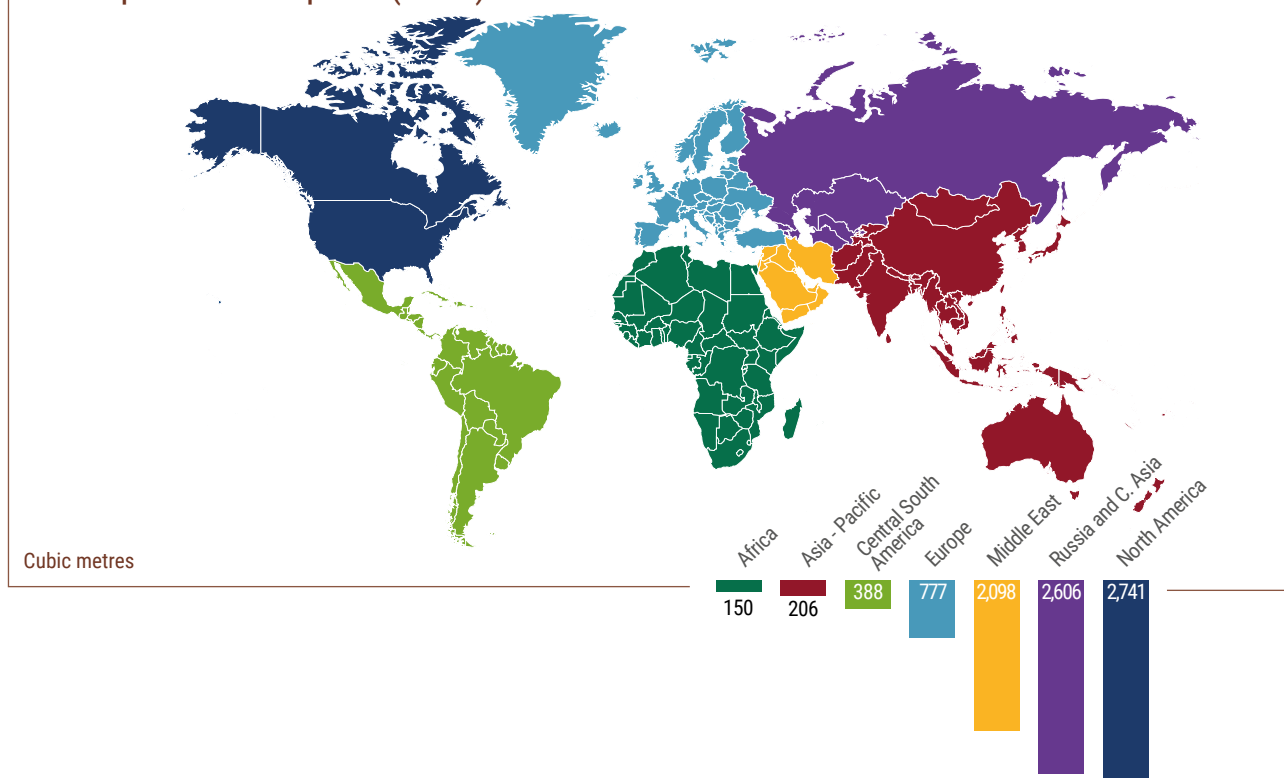 Cubic metres
Africa
Asia - Pacific
Central South
America
Europe
Middle East
Russia and C. Asia
North America
150
206
388
777
2,098
2,606
2,741